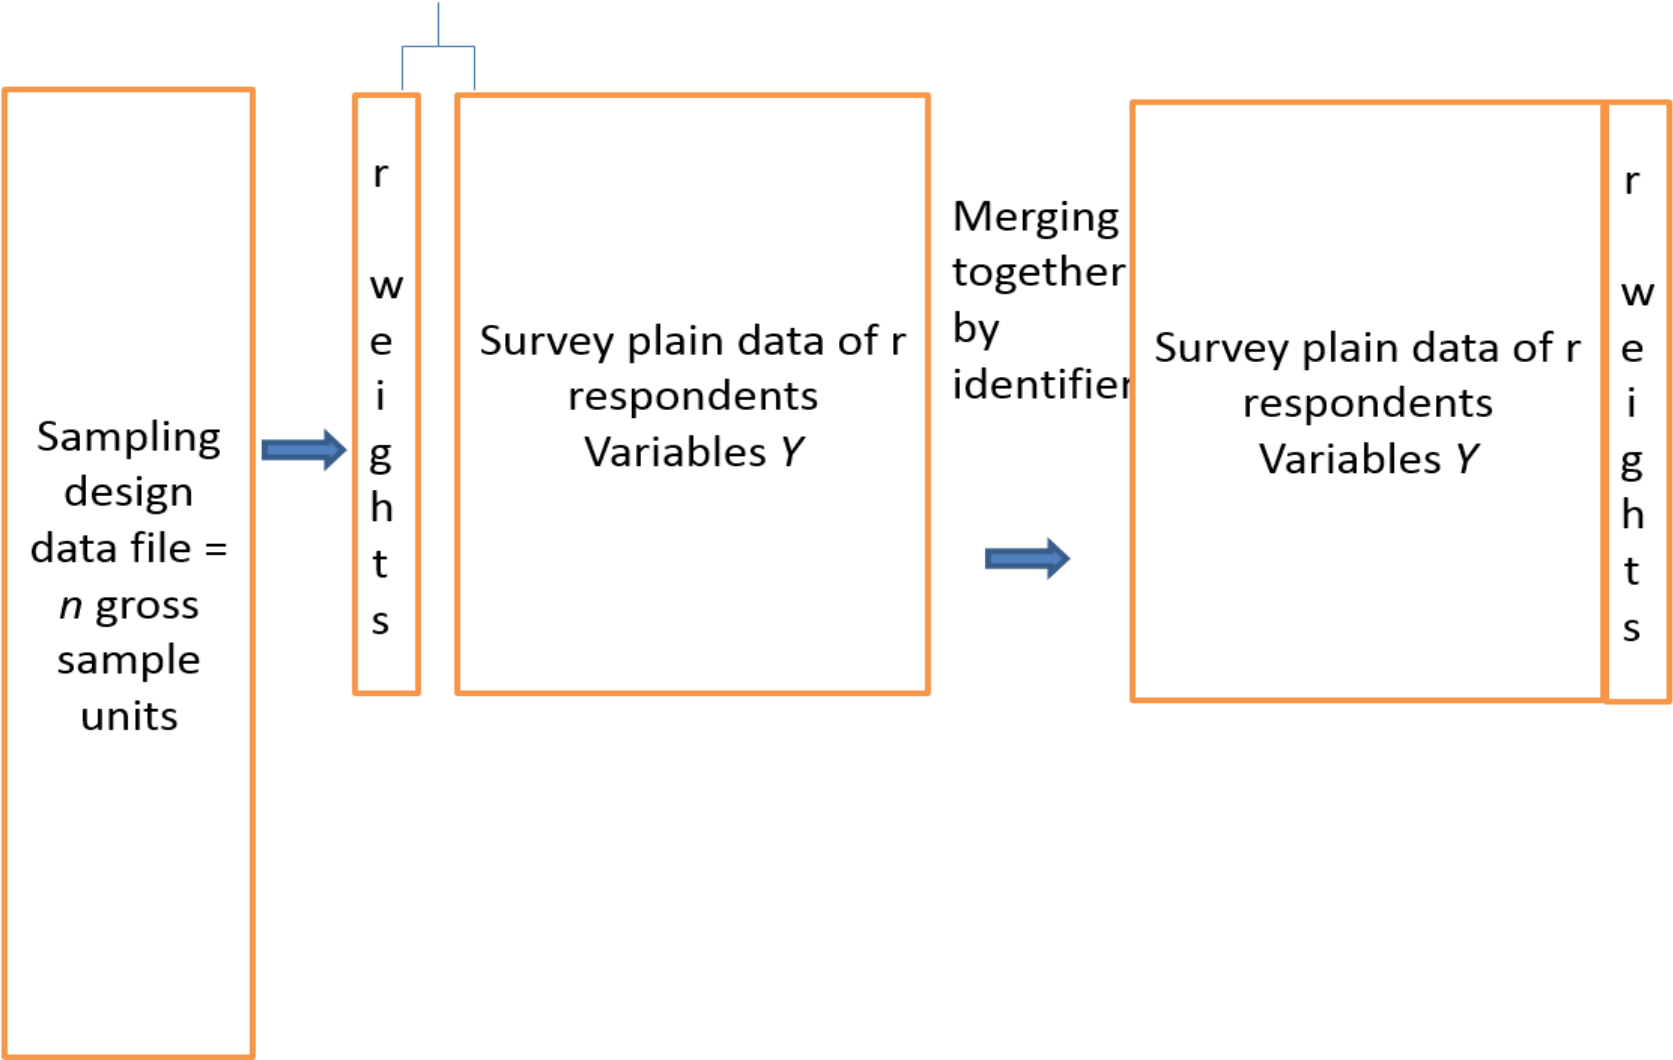 Sampling
design
data file =
n gross
sample
units
r
w
e
i
g
h
t
s
Survey plain data of r
respondents
Variables Y
Merging
together
by
identifier
Survey plain data of r
respondents
Variables Y
r
w
e
i
g
h
t
s